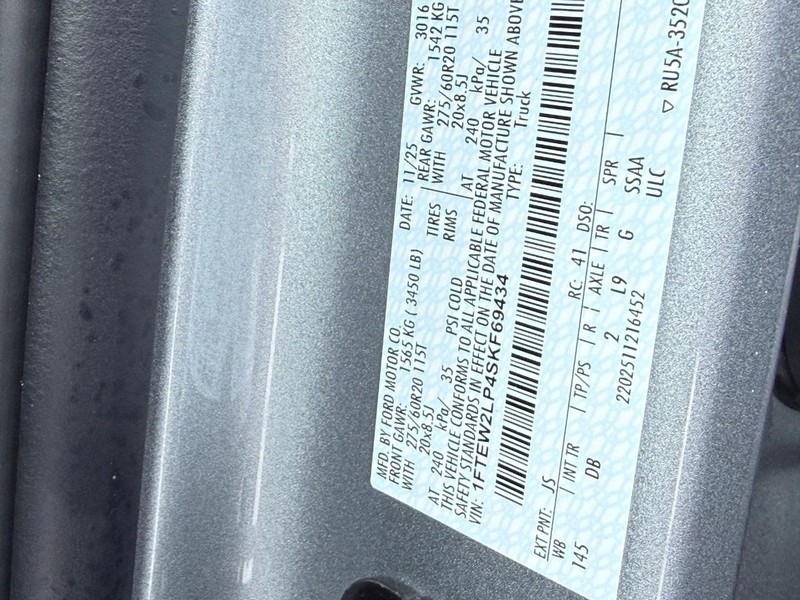 MFD. BY FORD MOTOR CO.
DATE: 11/25 GVWR: 3016
FRONT GAWR: 1565 KG ( 3450 LB) REAR GAWR: 1542 KG
WITH 275/60R20 115T TIRES WITH 275/60R20 115T
20x8.5J RIMS 20x8.5J
AT 240 kPa/ 35 PSI COLD AT 240 kPa/ 35
THIS VEHICLE CONFORMS TO ALL APPLICABLE FEDERAL MOTOR VEHICLE
SAFETY STANDARDS IN EFFECT ON THE DATE OF MANUFACTURE SHOWN ABOVE
VIN: 1FTEW2LP4SKF69434 TYPE: Truck
EXT PNT: JS RC: 41 DSO:
WB INT TR TP/PS R AXLE TR SPR
145 DB 2 L9 G SSAA
2202511216452 ULC
▽ RU5A-3520